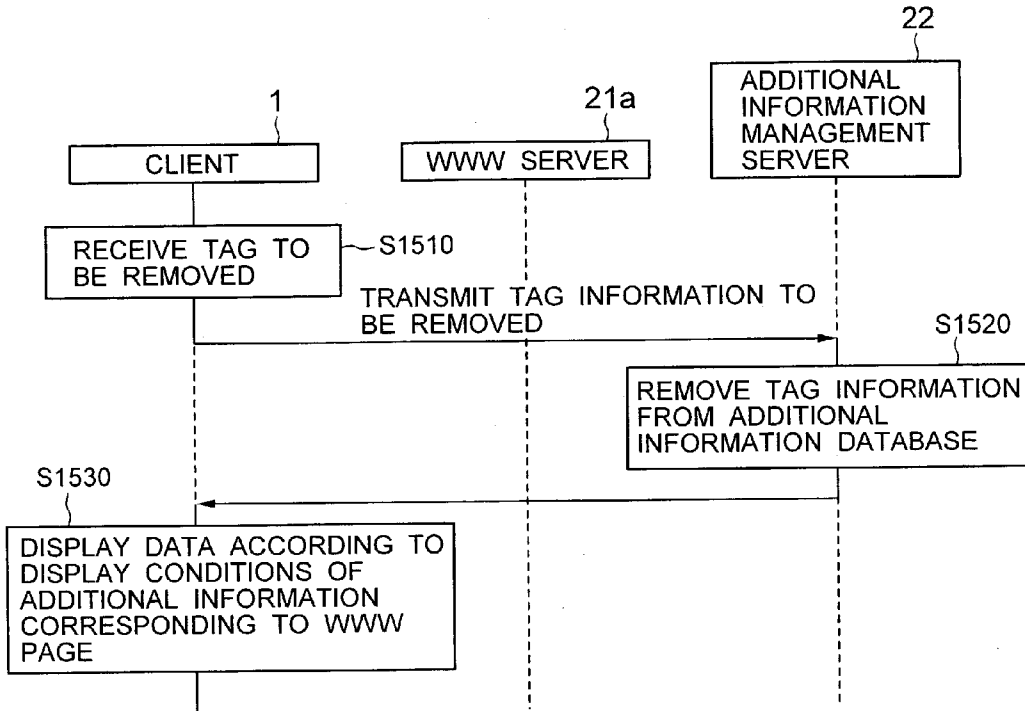 22
ADDITIONAL
INFORMATION
MANAGEMENT
SERVER
1
21a
CLIENT
WWW SERVER
RECEIVE TAG TO
BE REMOVED
S1510
TRANSMIT TAG INFORMATION TO
BE REMOVED
S1520
REMOVE TAG INFORMATION
FROM ADDITIONAL
INFORMATION DATABASE
S1530
DISPLAY DATA ACCORDING TO
DISPLAY CONDITIONS OF
ADDITIONAL INFORMATION
CORRESPONDING TO WWW
PAGE